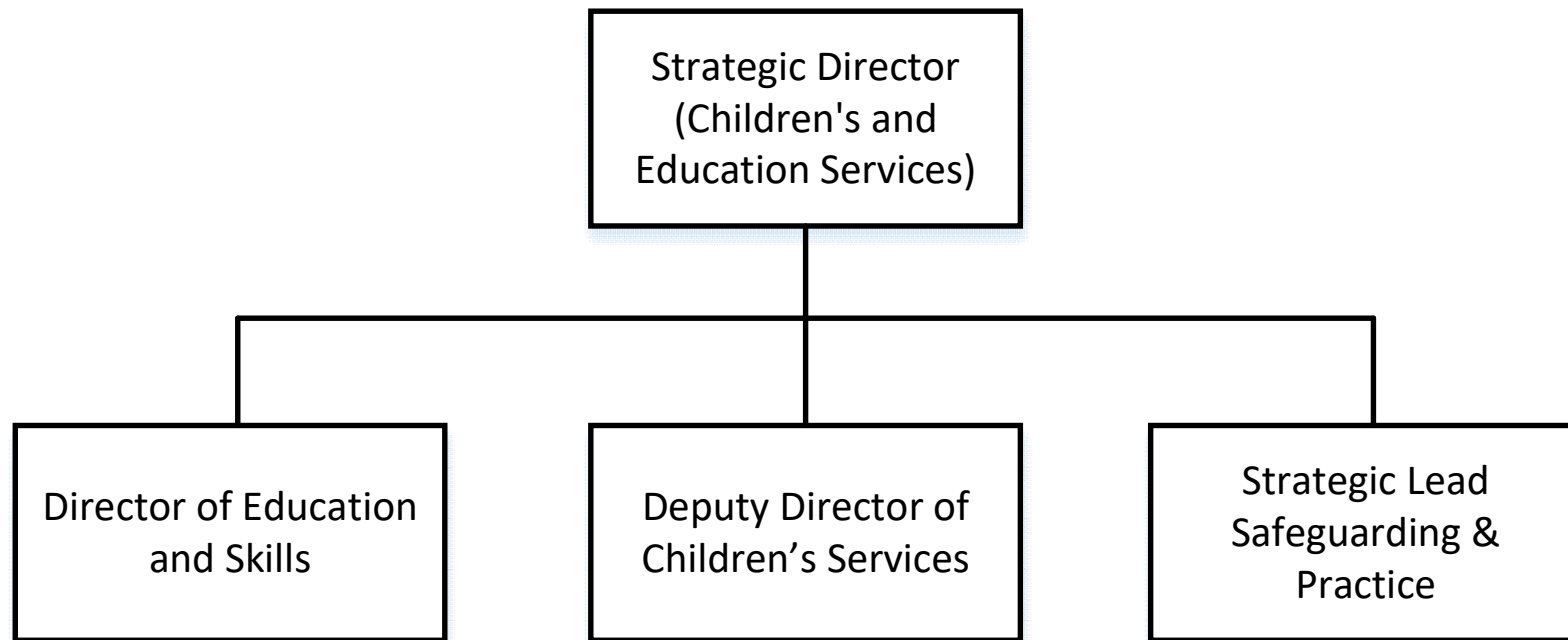 Strategic Director
(Children's and
Education Services)
Director of Education
and Skills
Deputy Director of
Children’s Services
Strategic Lead
Safeguarding &
Practice